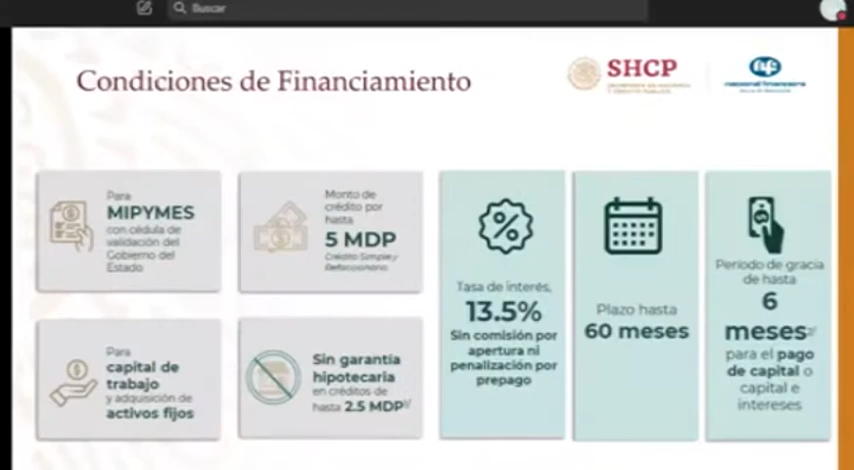 Buscar
Condiciones de Financiamiento
SHCP
nacional financiera
Para
MIPYMES
con cédula de
validación del
Gobierno del
Estado
Monto de
crédito por
hasta
5 MDP
Crédito Simple y
Refaccionario
Para
capital de
trabajo
y adquisición de
activos fijos
Sin garantía
hipotecaria
en créditos de
hasta 2.5 MDP
Tasa de interés,
13.5%
Sin comisión por
apertura ni
penalización por
prepago
Plazo hasta
60 meses
Periodo de gracia
de hasta
6
meses
para el pago
de capital o
capital e
intereses